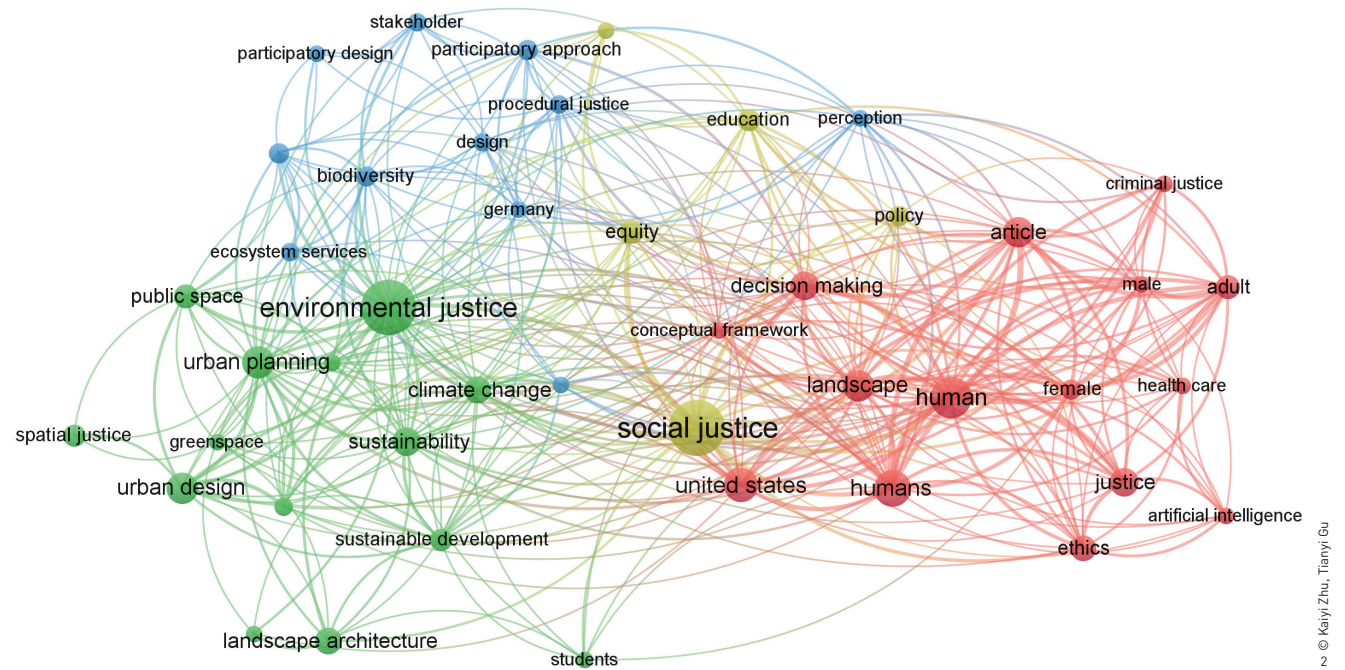 stakeholder
participatory design
participatory approach
procedural justice
education
perception
design
biodiversity
criminal justice
germany
policy
equity
article
ecosystem services
decision making
male
adult
public space
environmental justice
conceptual framework
urban planning
climate change
landscape
human
female
health care
social justice
spatial justice
greenspace
sustainability
urban design
united states
humans
justice
artificial intelligence
sustainable development
ethics
landscape architecture
students
© Kaiyi Zhu, Tianyi Gu
2